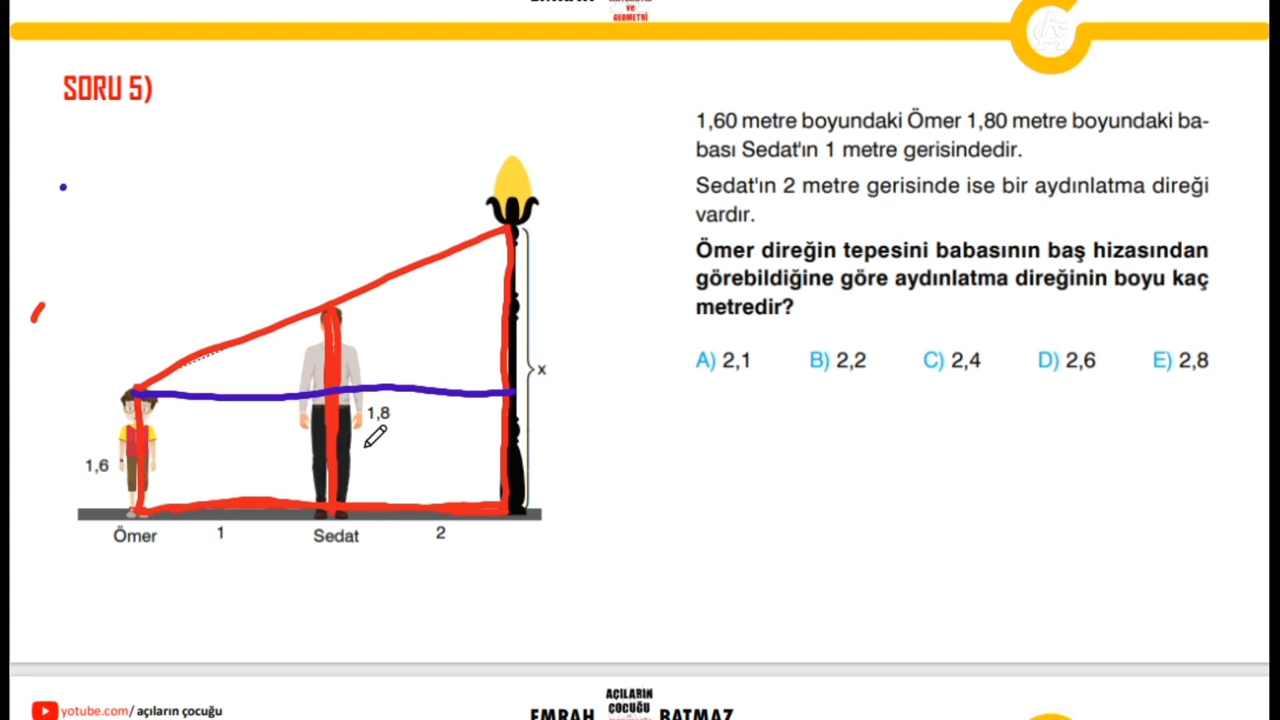 ve
GEOMETRİ
SORU 5)
1,60 metre boyundaki Ömer 1,80 metre boyundaki ba-
bası Sedat'ın 1 metre gerisindedir.
Sedat'ın 2 metre gerisinde ise bir aydınlatma direği
vardır.
Ömer direğin tepesini babasının baş hizasından
görebildiğine göre aydınlatma direğinin boyu kaç
metredir?
A) 2,1 B) 2,2 C) 2,4 D) 2,6 E) 2,8
x
1,8
1,6
Ömer 1 Sedat 2
yotube.com/ açıların çocuğu
AÇILARIN
ÇOCUĞU
EMRAH BATMAZ